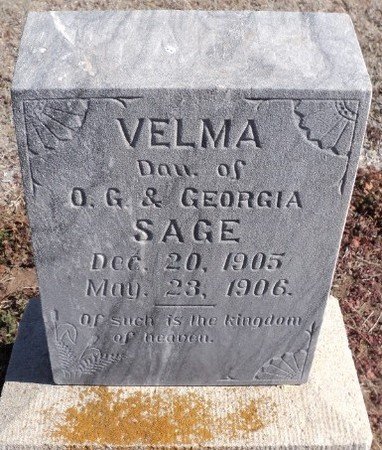 VELMA
Dau. of
O. G. & GEORGIA
SAGE
Dec. 20, 1905
May. 23, 1906.
Of such is the kingdom
of heaven.